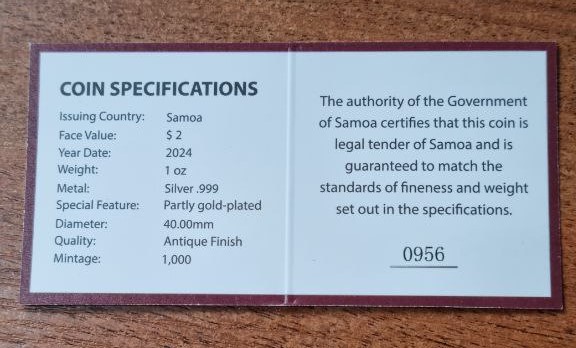 COIN SPECIFICATIONS
Issuing Country: Samoa
Face Value: $ 2
Year Date: 2024
Weight: 1 oz
Metal: Silver .999
Special Feature: Partly gold-plated
Diameter: 40.00mm
Quality: Antique Finish
Mintage: 1,000
The authority of the Government
of Samoa certifies that this coin is
legal tender of Samoa and is
guaranteed to match the
standards of fineness and weight
set out in the specifications.
0956